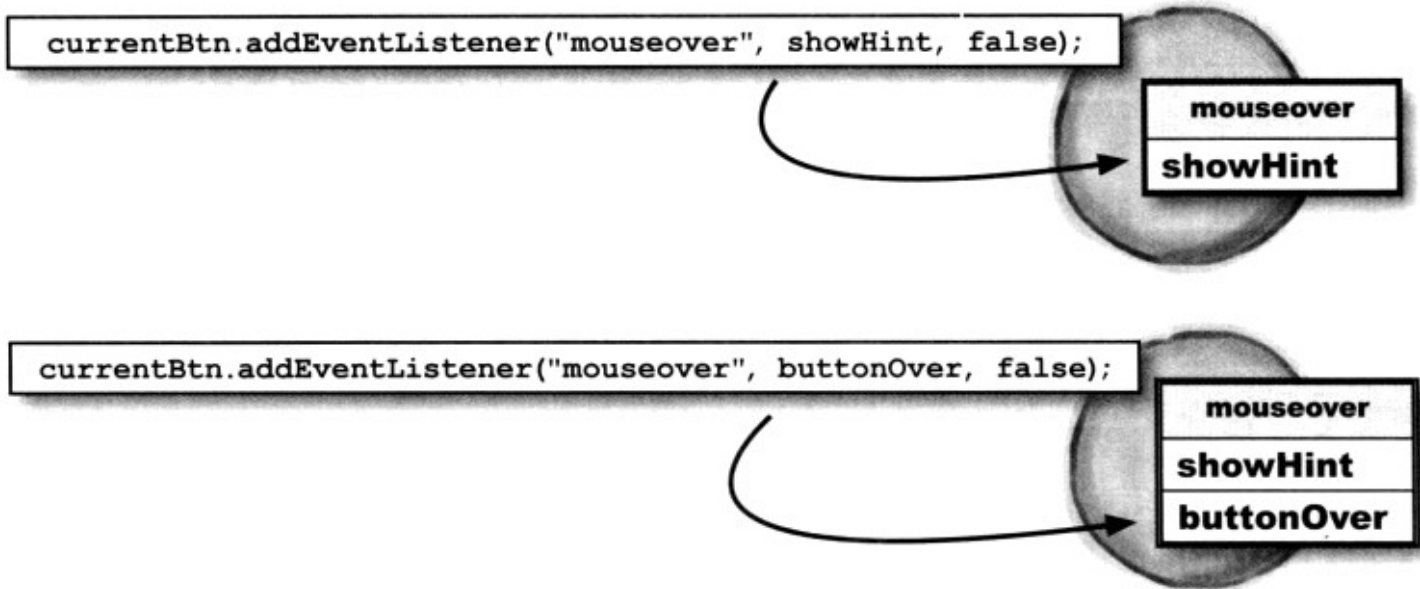 currentBtn.addEventListener("mouseover", showHint, false);
mouseover
showHint
currentBtn.addEventListener("mouseover", buttonOver, false);
mouseover
showHint
buttonOver